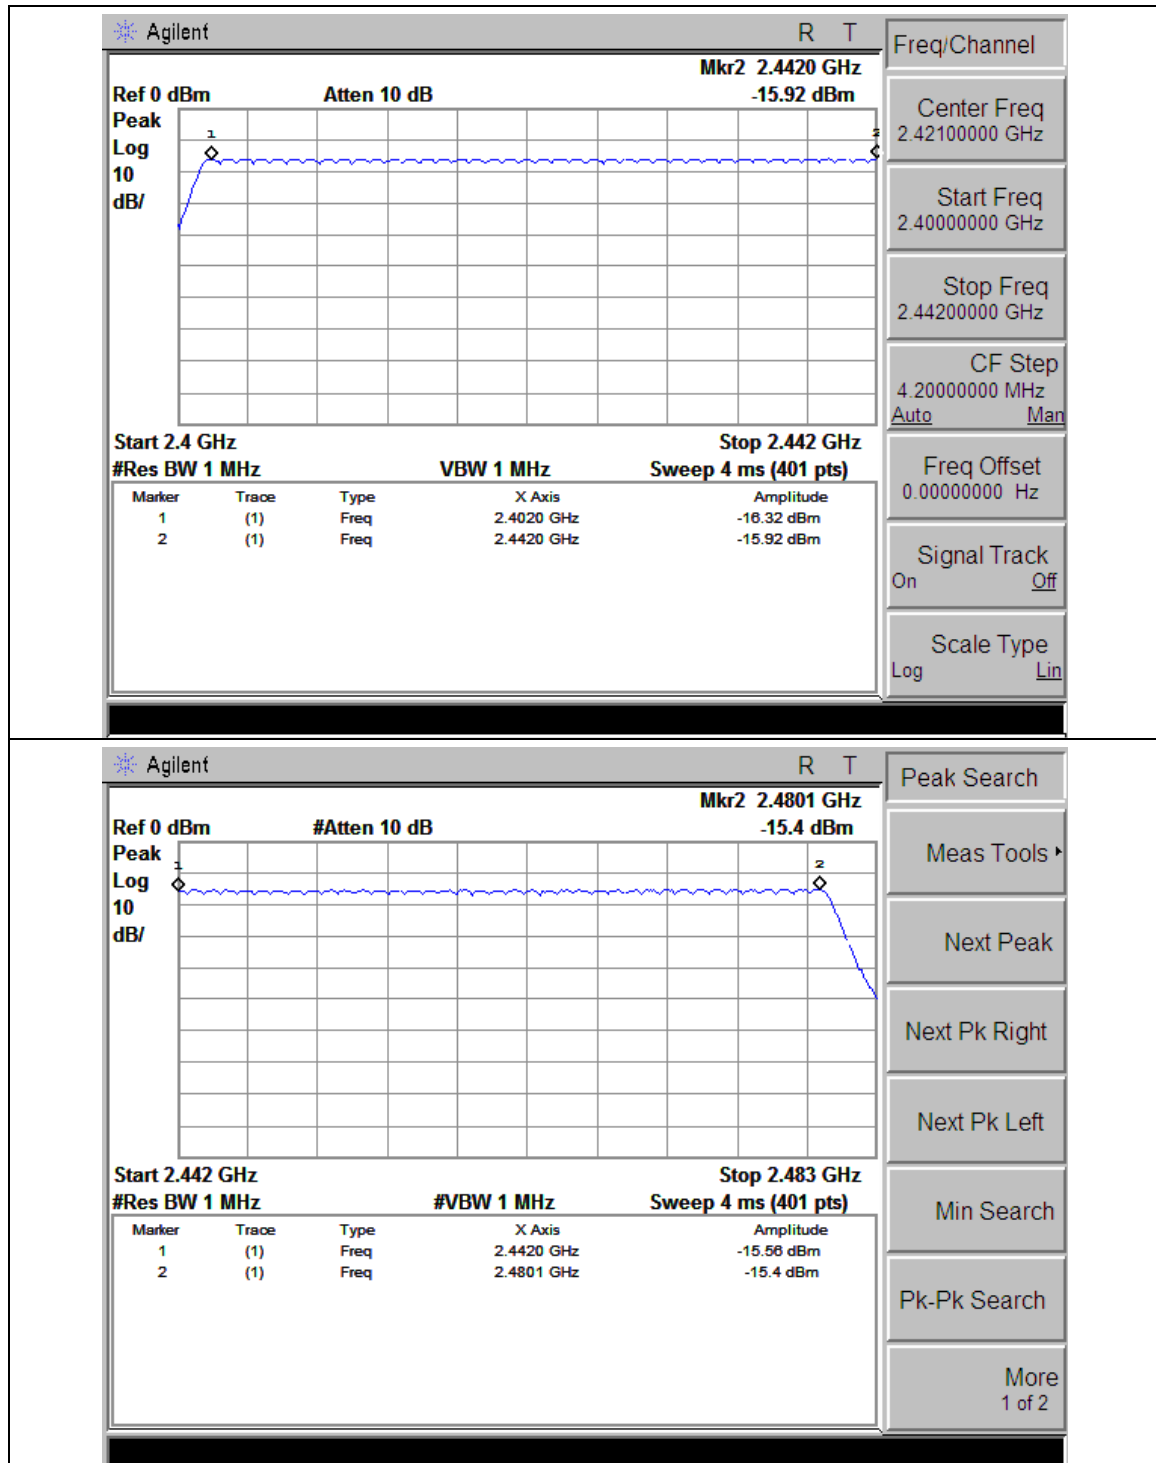 Agilent R T
Freq/Channel
Mkr2 2.4420 GHz
Ref 0 dBm Atten 10 dB -15.92 dBm
Peak
Log
10
dB/
1
2
Center Freq
2.42100000 GHz
Start Freq
2.40000000 GHz
Stop Freq
2.44200000 GHz
CF Step
4.20000000 MHz
Auto Man
Freq Offset
0.00000000 Hz
Signal Track
On Off
Scale Type
Log Lin
Start 2.4 GHz Stop 2.442 GHz
#Res BW 1 MHz VBW 1 MHz Sweep 4 ms (401 pts)
Marker Trace Type X Axis Amplitude
1 (1) Freq 2.4020 GHz -16.32 dBm
2 (1) Freq 2.4420 GHz -15.92 dBm
Agilent R T
Peak Search
Mkr2 2.4801 GHz
Ref 0 dBm #Atten 10 dB -15.4 dBm
Peak
Log
10
dB/
1
2
Meas Tools
Next Peak
Next Pk Right
Next Pk Left
Min Search
Pk-Pk Search
More
1 of 2
Start 2.442 GHz Stop 2.483 GHz
#Res BW 1 MHz #VBW 1 MHz Sweep 4 ms (401 pts)
Marker Trace Type X Axis Amplitude
1 (1) Freq 2.4420 GHz -15.56 dBm
2 (1) Freq 2.4801 GHz -15.4 dBm